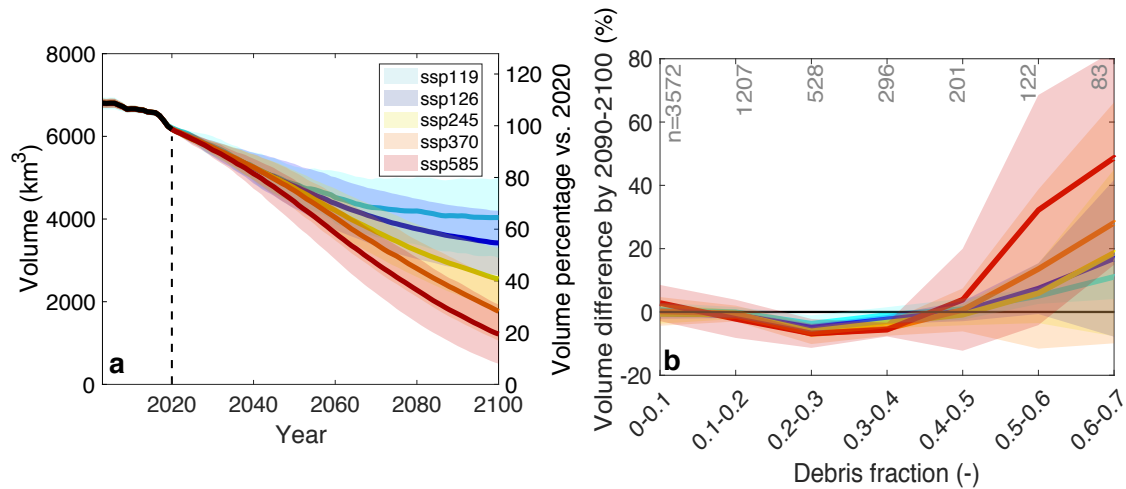 8000
6000
4000
2000
0
Volume (km³)
2020
2040
2060
2080
2100
Year
a
ssp119
ssp126
ssp245
ssp370
ssp585
120
100
80
60
40
20
0
Volume percentage vs. 2020
80
60
40
20
0
-20
Volume difference by 2090-2100 (%)
n=3572
1207
528
296
201
122
83
b
0-0.1
0.1-0.2
0.2-0.3
0.3-0.4
0.4-0.5
0.5-0.6
0.6-0.7
Debris fraction (-)